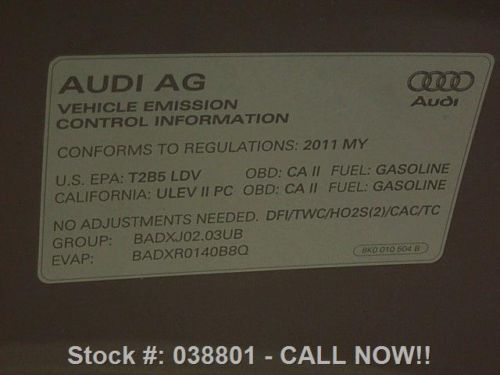 AUDI AG
Audi
VEHICLE EMISSION
CONTROL INFORMATION
CONFORMS TO REGULATIONS: 2011 MY
U.S. EPA: T2B5 LDV OBD: CA II FUEL: GASOLINE
CALIFORNIA: ULEV II PC OBD: CA II FUEL: GASOLINE
NO ADJUSTMENTS NEEDED. DFI/TWC/HO2S(2)/CAC/TC
GROUP: BADXJ02.03UB
EVAP: BADXR0140B8Q
8K0 010 504 B
Stock #: 038801 - CALL NOW!!